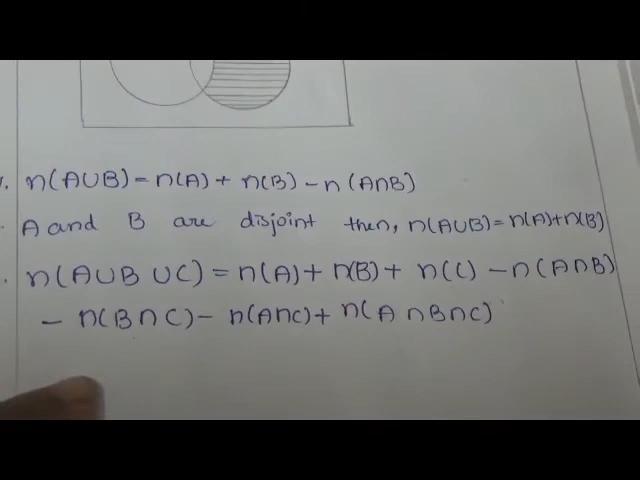 n(A∪B) = n(A) + n(B) - n(A∩B)
A and B are disjoint then, n(A∪B) = n(A)+n(B)
n(A∪B∪C) = n(A) + n(B) + n(C) - n(A∩B)
- n(B∩C) - n(A∩C) + n(A∩B∩C)